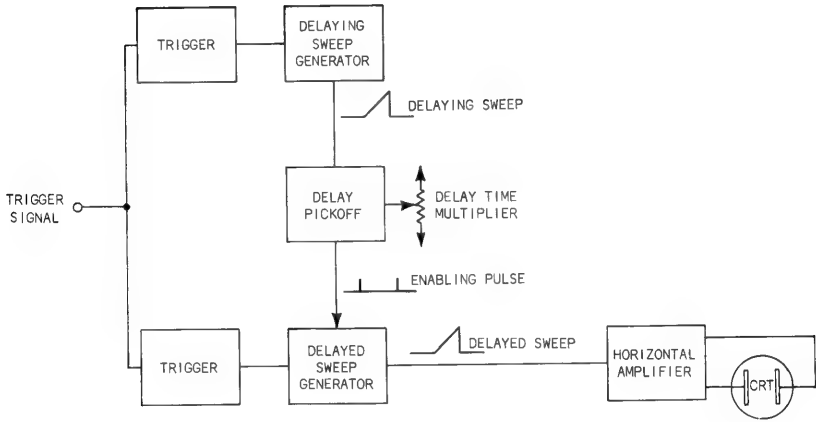 TRIGGER
DELAYING
SWEEP
GENERATOR
DELAYING SWEEP
TRIGGER
SIGNAL
DELAY
PICKOFF
DELAY TIME
MULTIPLIER
ENABLING PULSE
TRIGGER
DELAYED
SWEEP
GENERATOR
DELAYED SWEEP
HORIZONTAL
AMPLIFIER
CRT